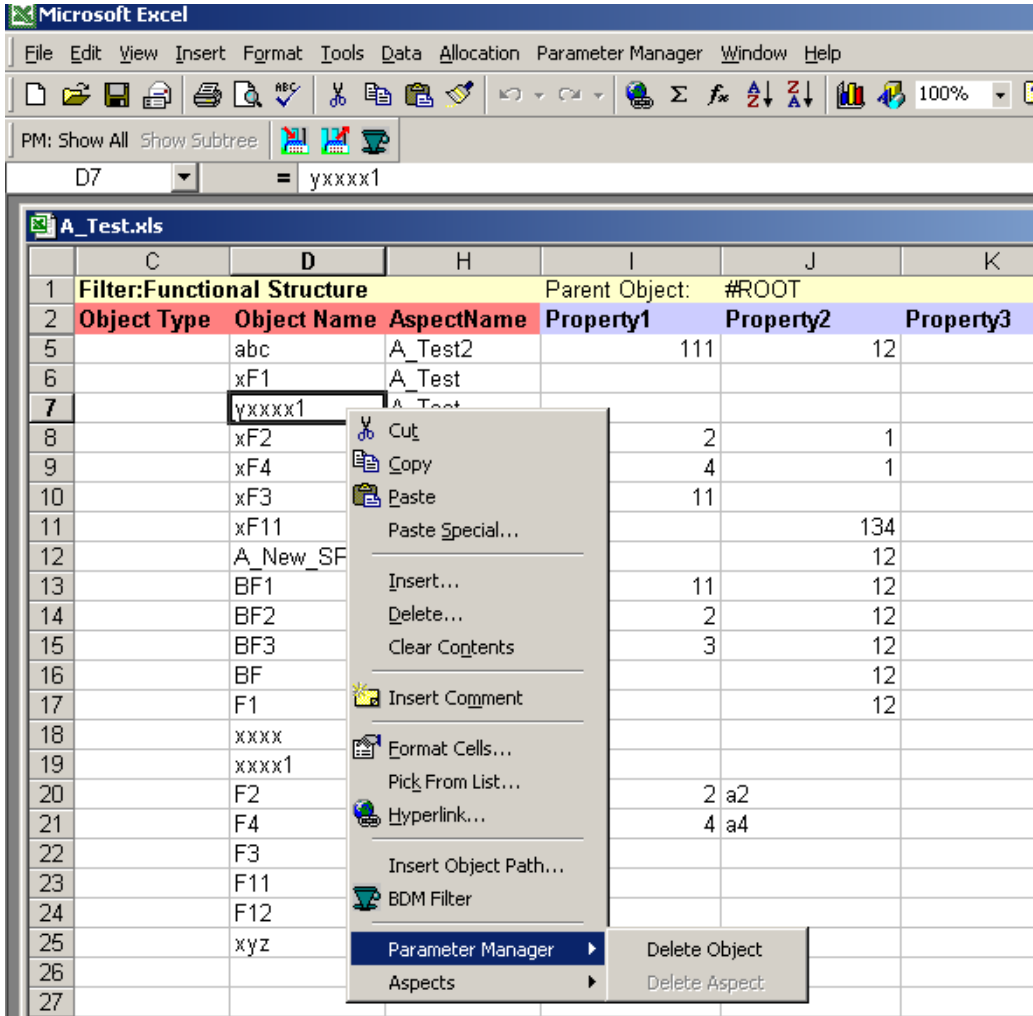 Microsoft Excel
File Edit View Insert Format Tools Data Allocation Parameter Manager Window Help
ABC Σ fx A Z Z A 100%
PM: Show All Show Subtree
D7 = yxxxx1
A_Test.xls
C D H I J K
1 Filter:Functional Structure Parent Object: #ROOT
2 Object Type Object Name AspectName Property1 Property2 Property3
5 abc A_Test2 111 12
6 xF1 A_Test
7 yxxxx1 A_Test
Cut
8 xF2 2 1
Copy
9 xF4 4 1
Paste
10 xF3 11
Paste Special...
11 xF11 134
12 A_New_SF 12
Insert...
13 BF1 11 12
Delete...
14 BF2 2 12
Clear Contents
15 BF3 3 12
16 BF 12
Insert Comment
17 F1 12
18 xxxx
Format Cells...
19 xxxx1
Pick From List...
20 F2 2 a2
Hyperlink...
21 F4 4 a4
22 F3
Insert Object Path...
23 F11
BDM Filter
24 F12
25 xyz
Parameter Manager Delete Object
26
Aspects Delete Aspect
27